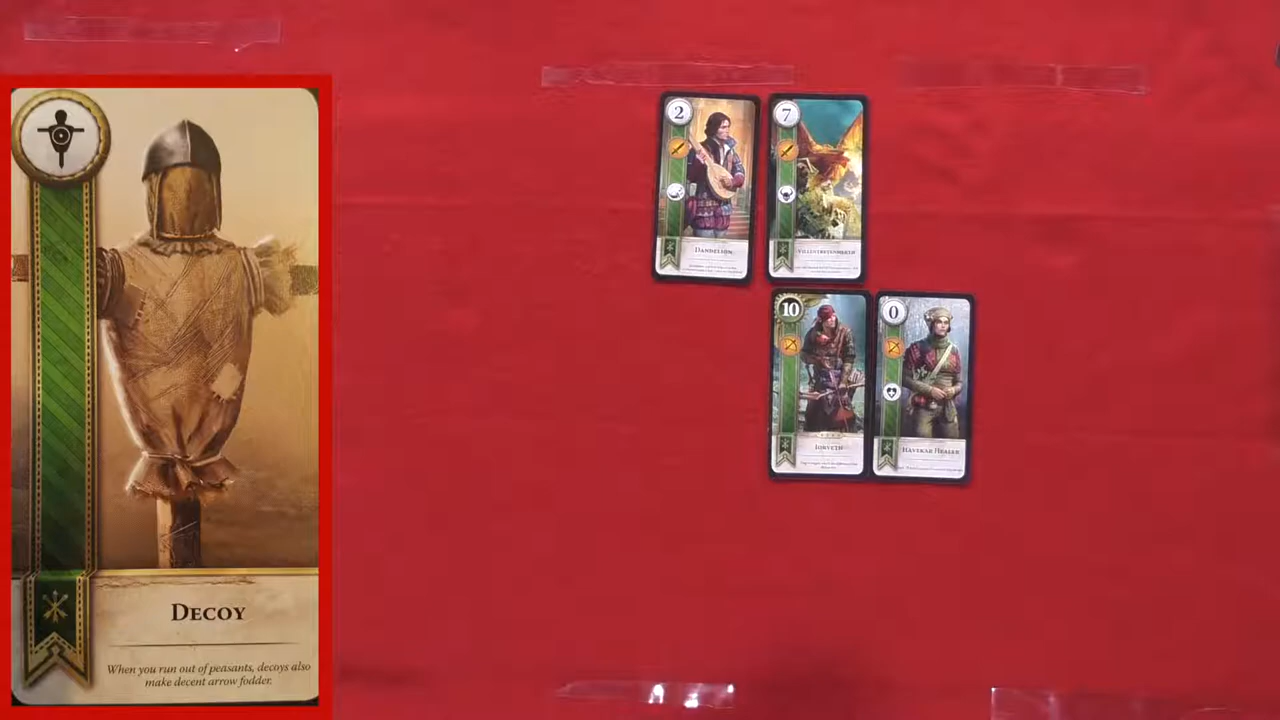 DECOY
When you run out of peasants, decoys also
make decent arrow fodder.
2
DANDELION
7
VILLENTRETENMERTH
10
IORVETH
0
HAVEKAR HEALER